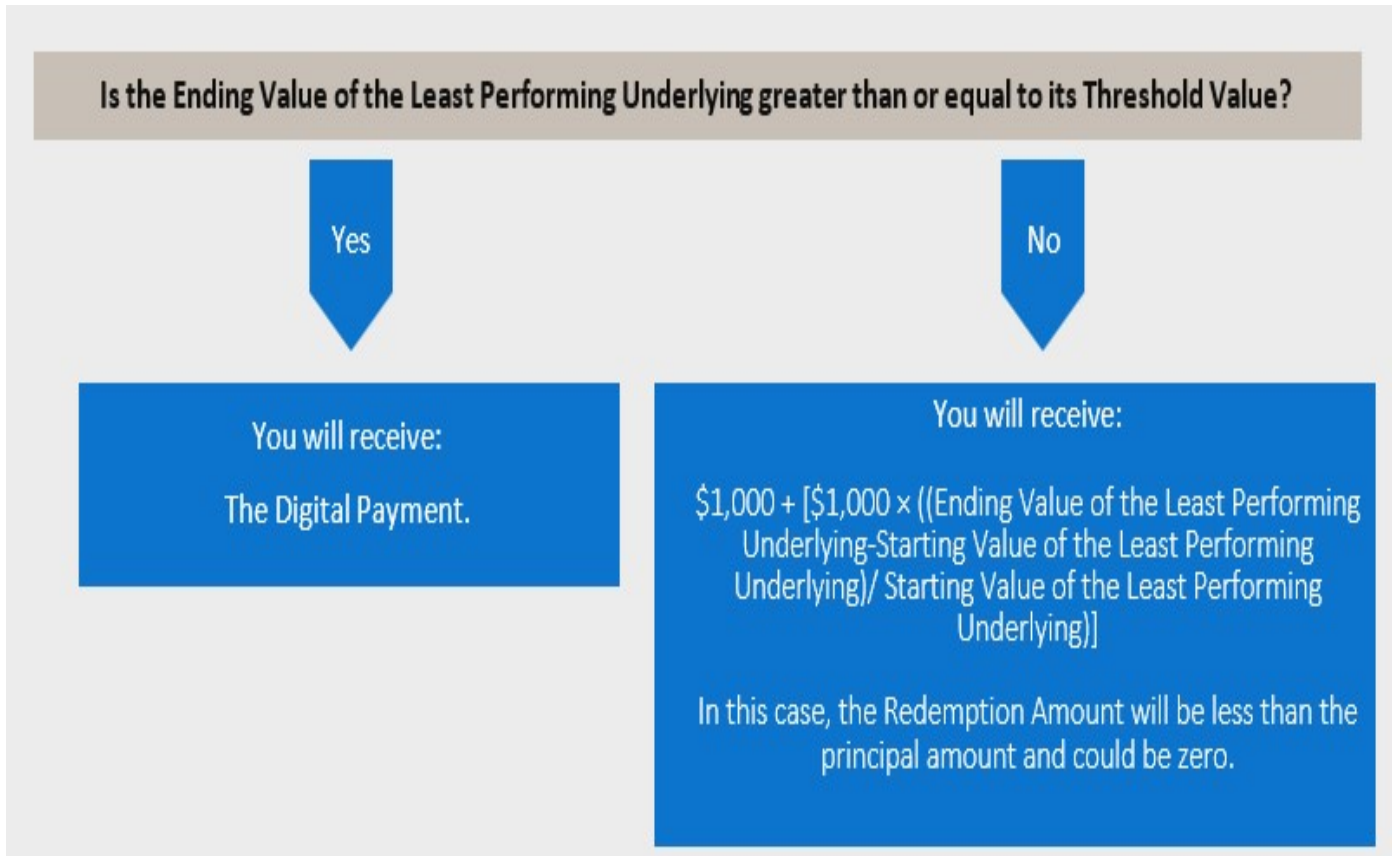 Is the Ending Value of the Least Performing Underlying greater than or equal to its Threshold Value?
Yes
No
You will receive:
The Digital Payment.
You will receive:
$1,000 + [$1,000 × ((Ending Value of the Least Performing
Underlying-Starting Value of the Least Performing
Underlying)/ Starting Value of the Least Performing
Underlying)]
In this case, the Redemption Amount will be less than the
principal amount and could be zero.